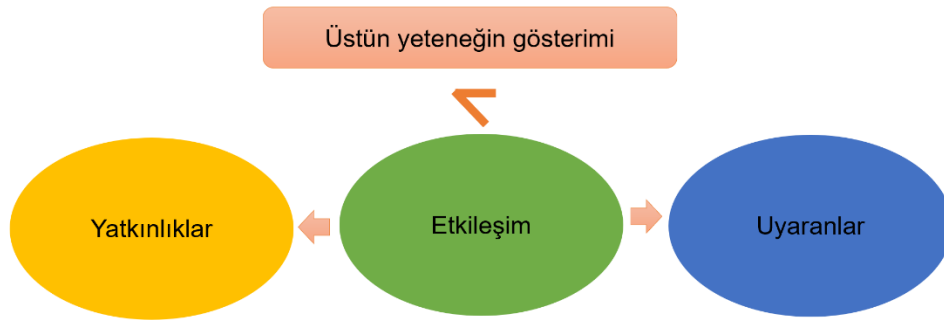 Üstün yeteneğin gösterimi
Yatkınlıklar
Etkileşim
Uyaranlar